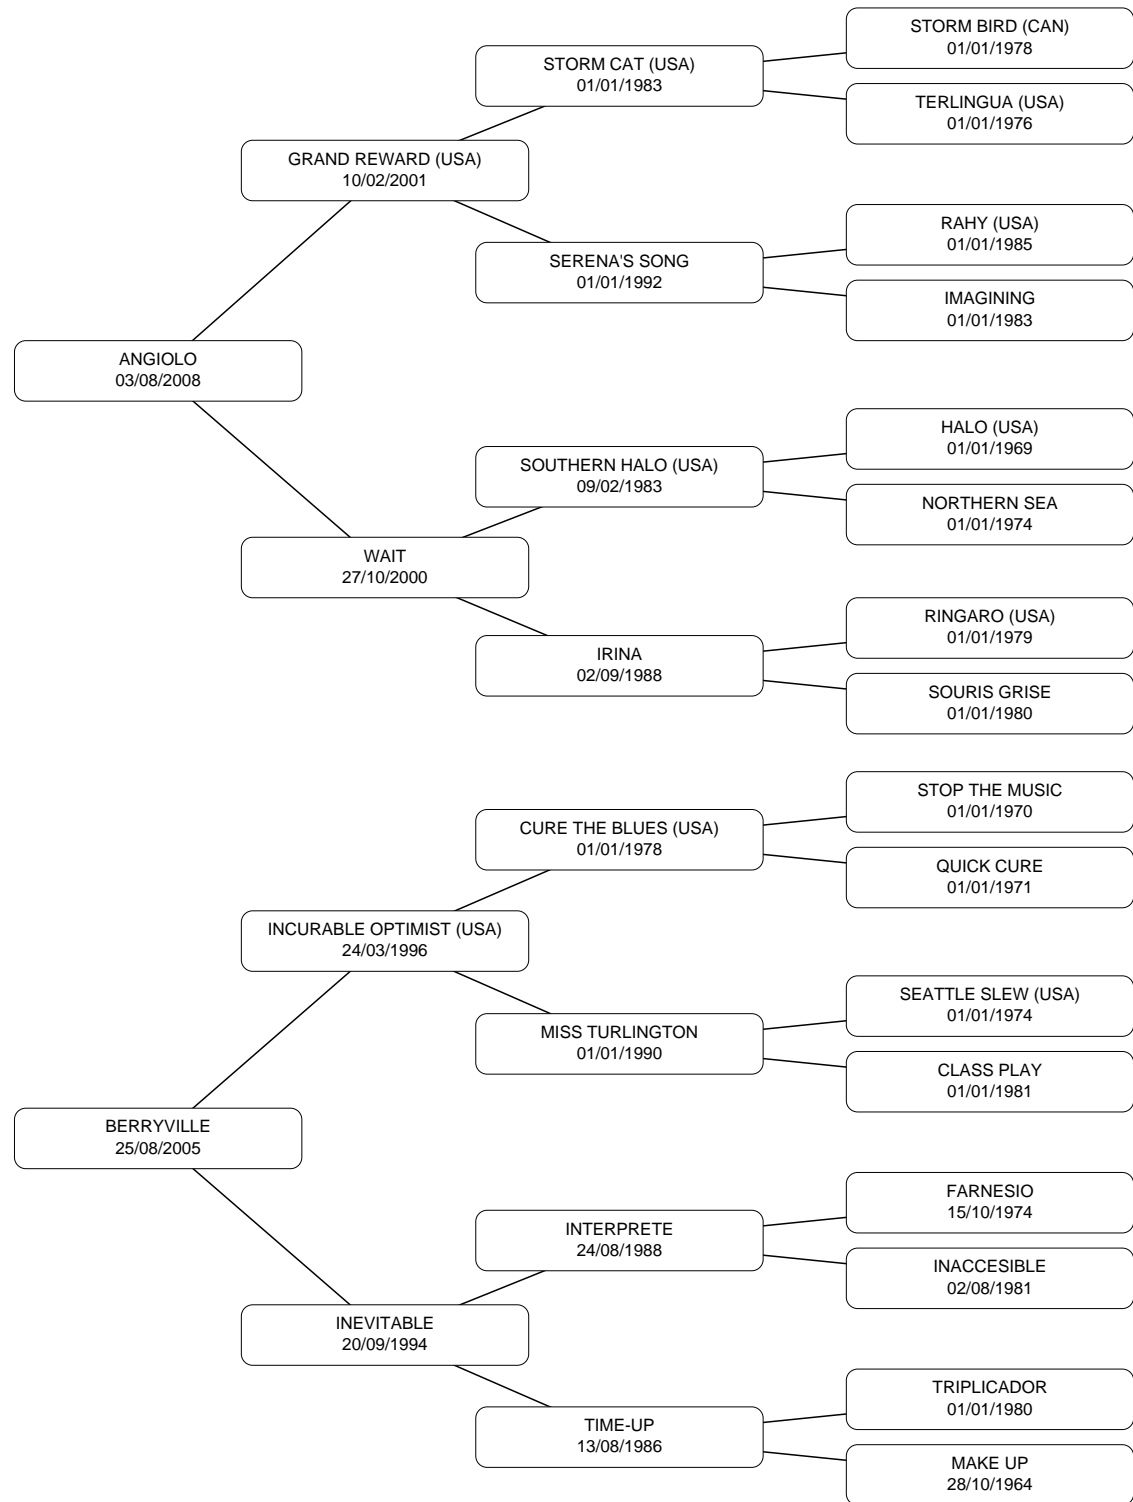 STORM BIRD (CAN)
01/01/1978
STORM CAT (USA)
01/01/1983
TERLINGUA (USA)
01/01/1976
GRAND REWARD (USA)
10/02/2001
RAHY (USA)
01/01/1985
SERENA'S SONG
01/01/1992
IMAGINING
01/01/1983
ANGIOLO
03/08/2008
HALO (USA)
01/01/1969
SOUTHERN HALO (USA)
09/02/1983
NORTHERN SEA
01/01/1974
WAIT
27/10/2000
RINGARO (USA)
01/01/1979
IRINA
02/09/1988
SOURIS GRISE
01/01/1980
STOP THE MUSIC
01/01/1970
CURE THE BLUES (USA)
01/01/1978
QUICK CURE
01/01/1971
INCURABLE OPTIMIST (USA)
24/03/1996
SEATTLE SLEW (USA)
01/01/1974
MISS TURLINGTON
01/01/1990
CLASS PLAY
01/01/1981
BERRYVILLE
25/08/2005
FARNESIO
15/10/1974
INTERPRETE
24/08/1988
INACCESIBLE
02/08/1981
INEVITABLE
20/09/1994
TRIPLICADOR
01/01/1980
TIME-UP
13/08/1986
MAKE UP
28/10/1964